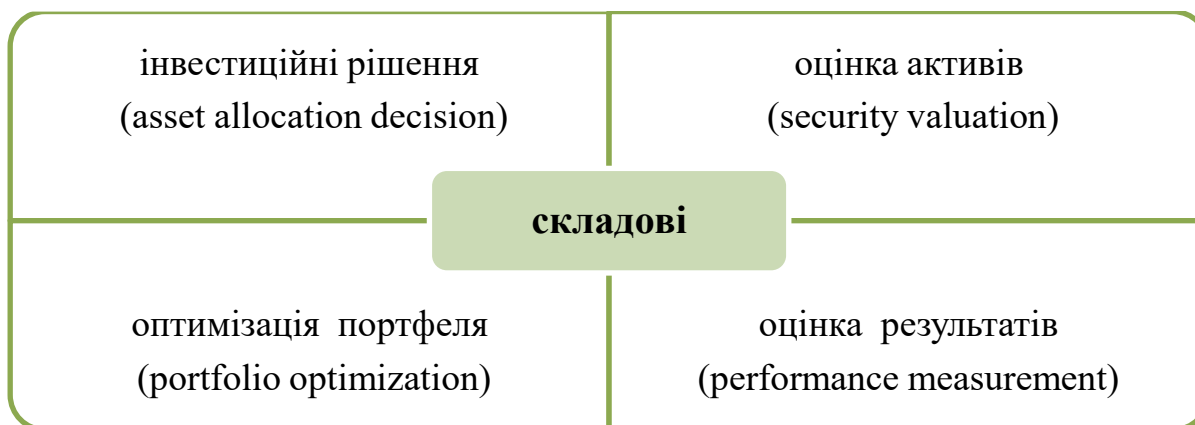 інвестиційні рішення
(asset allocation decision)
оцінка активів
(security valuation)
складові
оптимізація портфеля
(portfolio optimization)
оцінка результатів
(performance measurement)